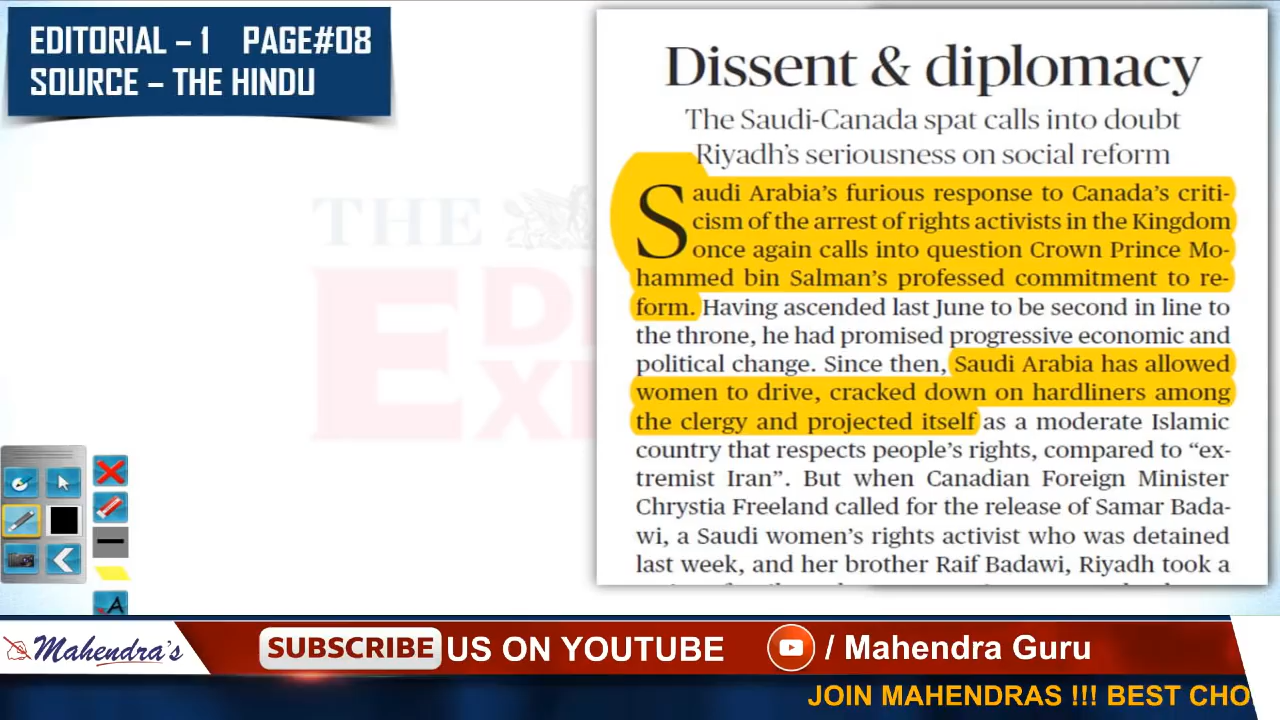 EDITORIAL – 1 PAGE#08
SOURCE – THE HINDU
Dissent & diplomacy
The Saudi-Canada spat calls into doubt
Riyadh's seriousness on social reform
Saudi Arabia's furious response to Canada's criti-
cism of the arrest of rights activists in the Kingdom
once again calls into question Crown Prince Mo-
hammed bin Salman's professed commitment to re-
form. Having ascended last June to be second in line to
the throne, he had promised progressive economic and
political change. Since then, Saudi Arabia has allowed
women to drive, cracked down on hardliners among
the clergy and projected itself as a moderate Islamic
country that respects people's rights, compared to "ex-
tremist Iran". But when Canadian Foreign Minister
Chrystia Freeland called for the release of Samar Bada-
wi, a Saudi women's rights activist who was detained
last week, and her brother Raif Badawi, Riyadh took a
THE
Mahendra's
SUBSCRIBE US ON YOUTUBE
/ Mahendra Guru
JOIN MAHENDRAS !!! BEST CHO